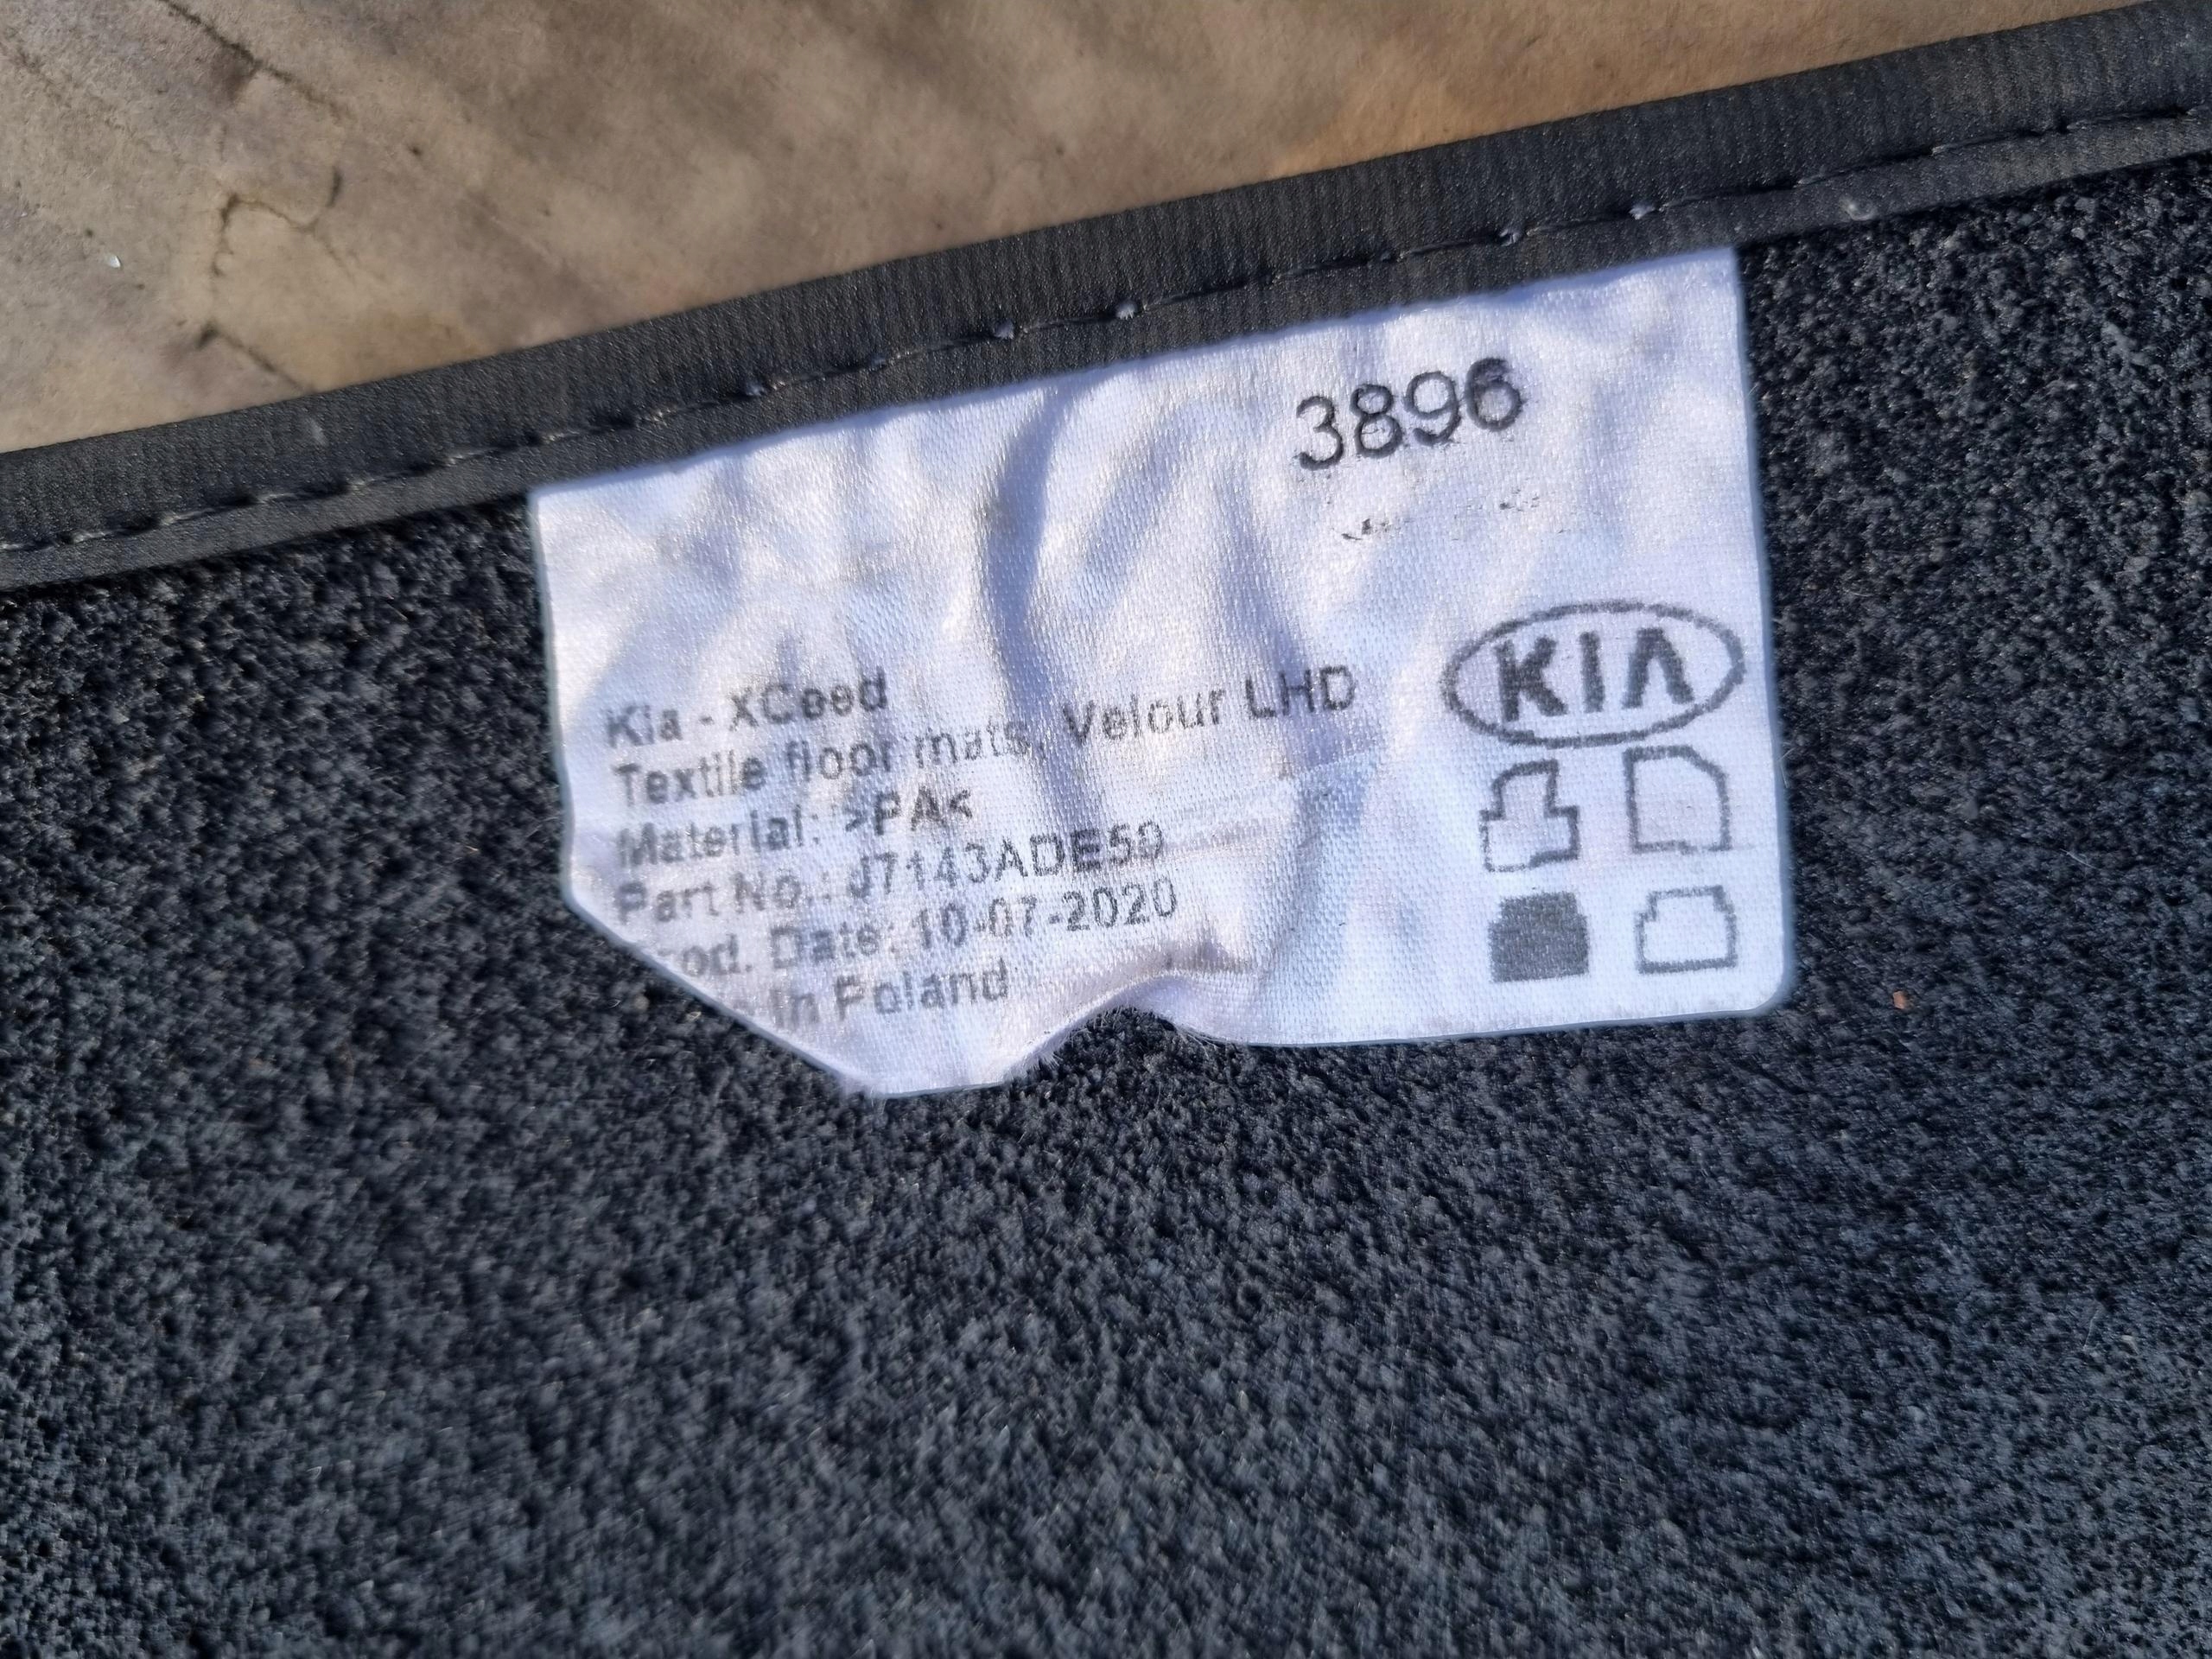 3896
KIA
Kia - XCeed
Textile floor mats, Velour LHD
Material: >PA<
Part No.: J7143ADE59
od. Date: 10-07-2020
in Poland